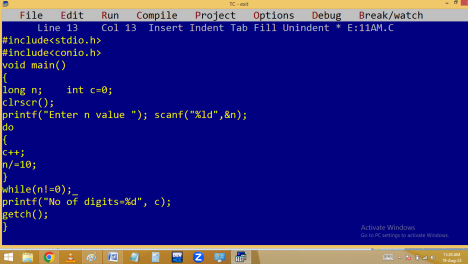 TC - exit
File Edit Run Compile Project Options Debug Break/watch
Line 13 Col 13 Insert Indent Tab Fill Unindent * E:11AM.C
#include<stdio.h>
#include<conio.h>
void main()
{
long n; int c=0;
clrscr();
printf("Enter n value "); scanf("%ld",&n);
do
{
c++;
n/=10;
}
while(n!=0);_
printf("No of digits=%d", c);
getch();
}
Activate Windows
Go to PC settings to activate Windows.